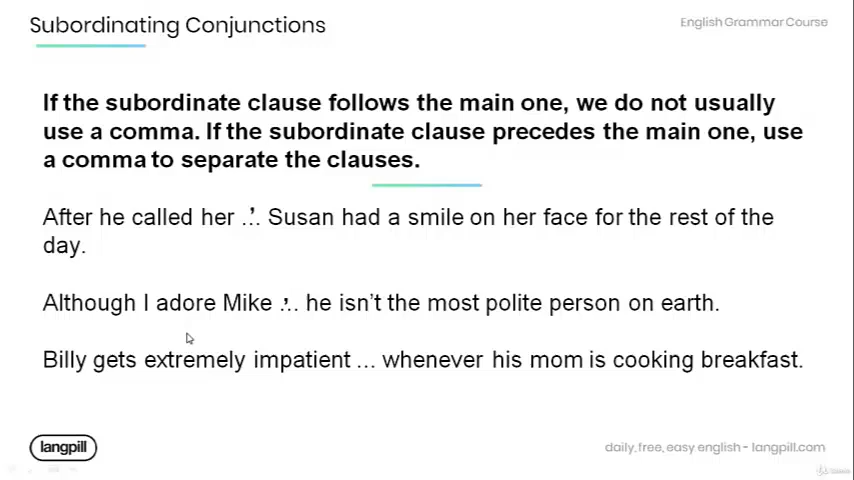 Subordinating Conjunctions
English Grammar Course
If the subordinate clause follows the main one, we do not usually
use a comma. If the subordinate clause precedes the main one, use
a comma to separate the clauses.
After he called her ..’. Susan had a smile on her face for the rest of the
day.
Although I adore Mike .’.. he isn’t the most polite person on earth.
Billy gets extremely impatient ... whenever his mom is cooking breakfast.
langpill
daily, free, easy english - langpill.com